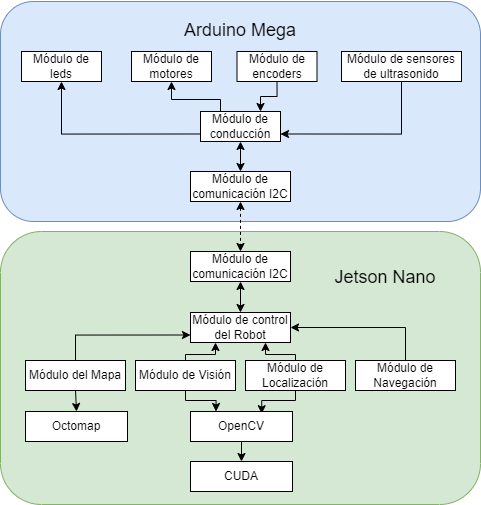 Arduino Mega
Módulo de
leds
Módulo de
motores
Módulo de
encoders
Módulo de sensores
de ultrasonido
Módulo de
conducción
Módulo de
comunicación I2C
Módulo de
comunicación I2C
Jetson Nano
Módulo de control
del Robot
Módulo del Mapa
Módulo de Visión
Módulo de
Localización
Módulo de
Navegación
Octomap
OpenCV
CUDA